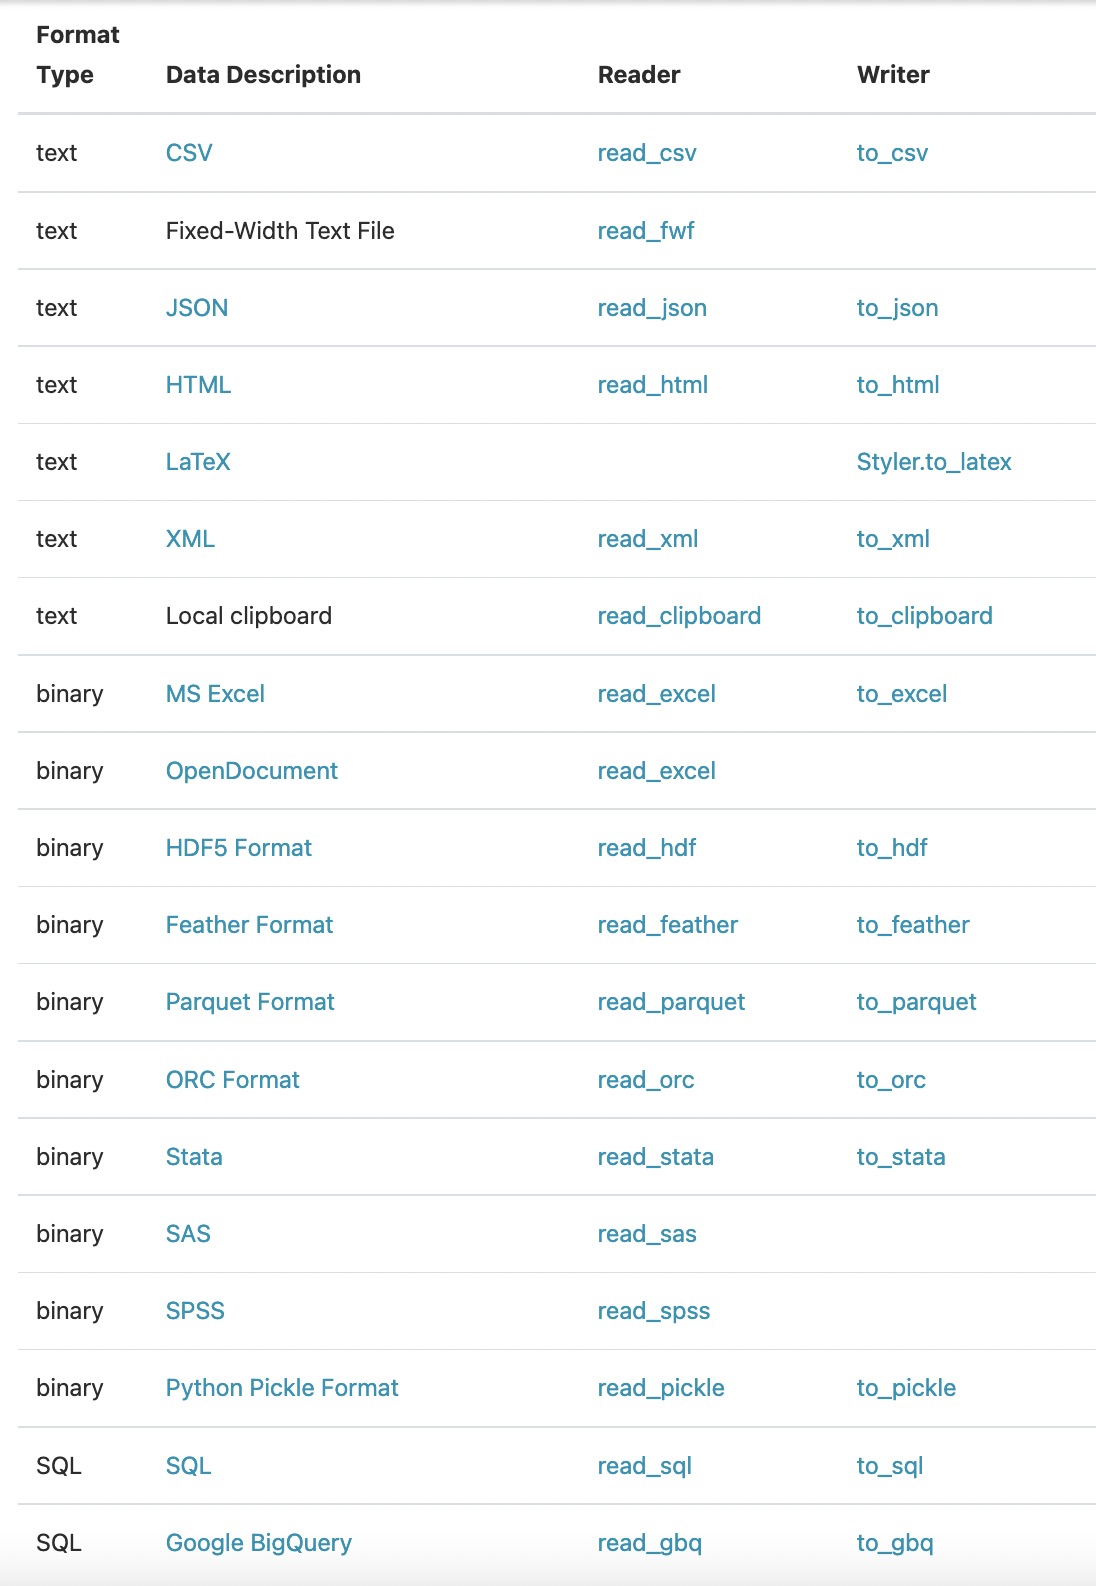 Format
Type Data Description Reader Writer
text CSV read_csv to_csv
text Fixed-Width Text File read_fwf
text JSON read_json to_json
text HTML read_html to_html
text LaTeX Styler.to_latex
text XML read_xml to_xml
text Local clipboard read_clipboard to_clipboard
binary MS Excel read_excel to_excel
binary OpenDocument read_excel
binary HDF5 Format read_hdf to_hdf
binary Feather Format read_feather to_feather
binary Parquet Format read_parquet to_parquet
binary ORC Format read_orc to_orc
binary Stata read_stata to_stata
binary SAS read_sas
binary SPSS read_spss
binary Python Pickle Format read_pickle to_pickle
SQL SQL read_sql to_sql
SQL Google BigQuery read_gbq to_gbq